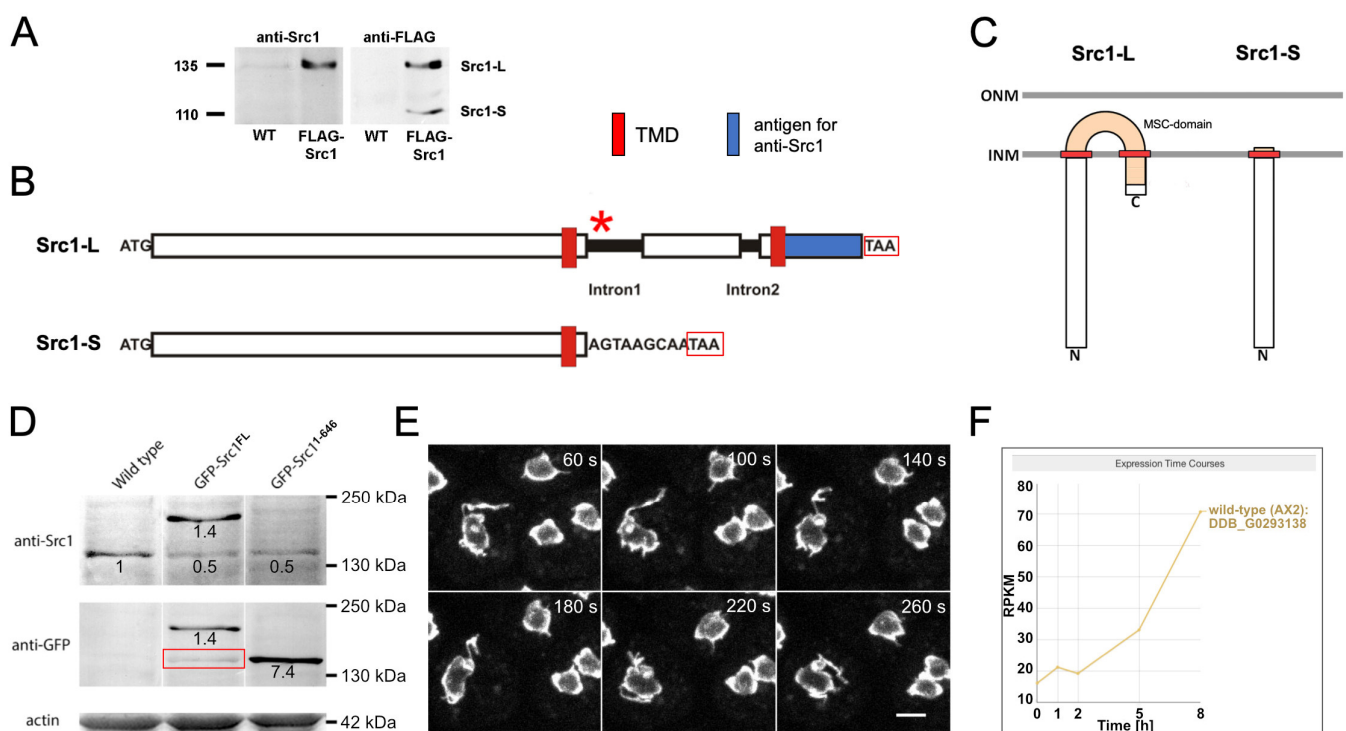 A
anti-Src1 anti-FLAG
135
110
Src1-L
Src1-S
WT FLAG-Src1 WT FLAG-Src1
TMD
antigen for
anti-Src1
B
Src1-L
ATG
*
TAA
Intron1 Intron2
Src1-S
ATG
AGTAAGCAATAA
C
Src1-L Src1-S
ONM
MSC-domain
INM
C
N N
D
Wild type GFP-Src1FL GFP-Src11-646
anti-Src1
250 kDa
1.4
1 0.5 0.5
130 kDa
anti-GFP
250 kDa
1.4
7.4
130 kDa
actin
42 kDa
E
60 s 100 s 140 s
180 s 220 s 260 s
F
Expression Time Courses
80
70
60
50
40
30
20
10
RPKM
wild-type (AX2):
DDB_G0293138
0 1 2 5 8
Time [h]